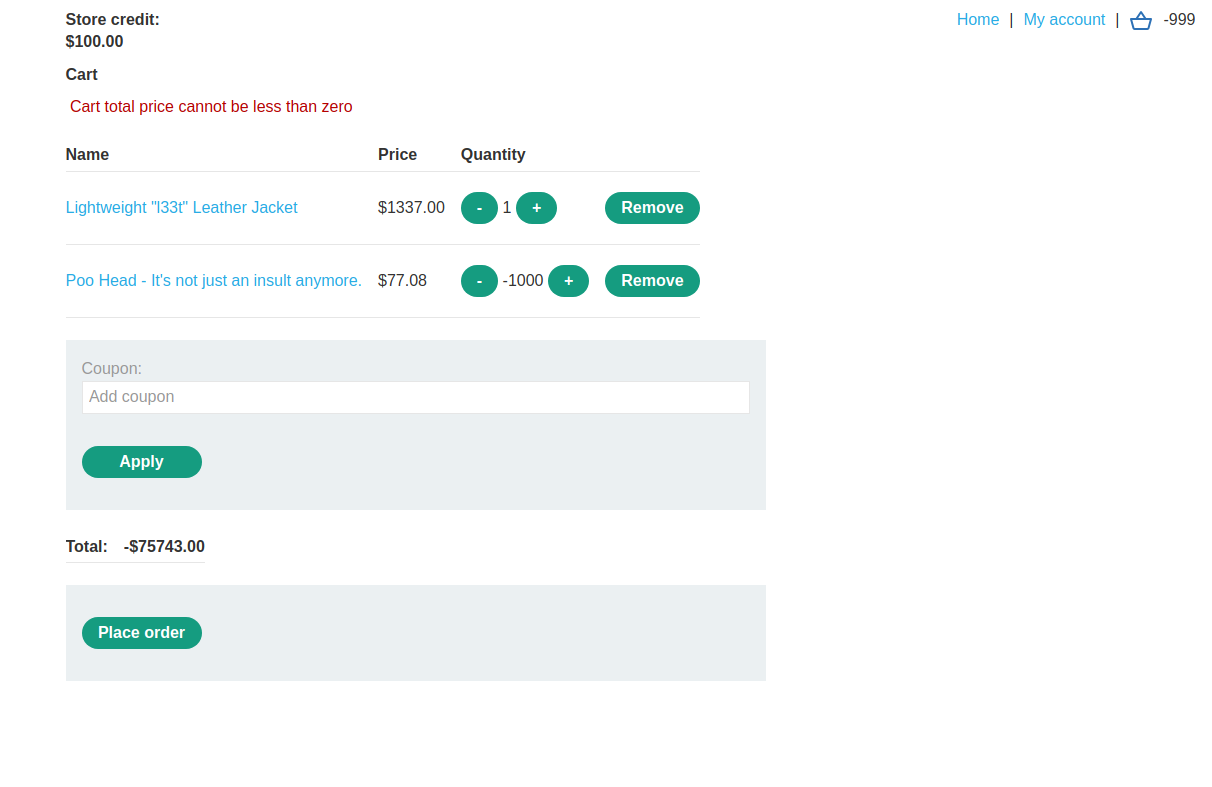 Store credit:
$100.00
Home | My account | -999
Cart
Cart total price cannot be less than zero
Name Price Quantity
Lightweight "l33t" Leather Jacket $1337.00 - 1 + Remove
Poo Head - It's not just an insult anymore. $77.08 - -1000 + Remove
Coupon:
Add coupon
Apply
Total: -$75743.00
Place order